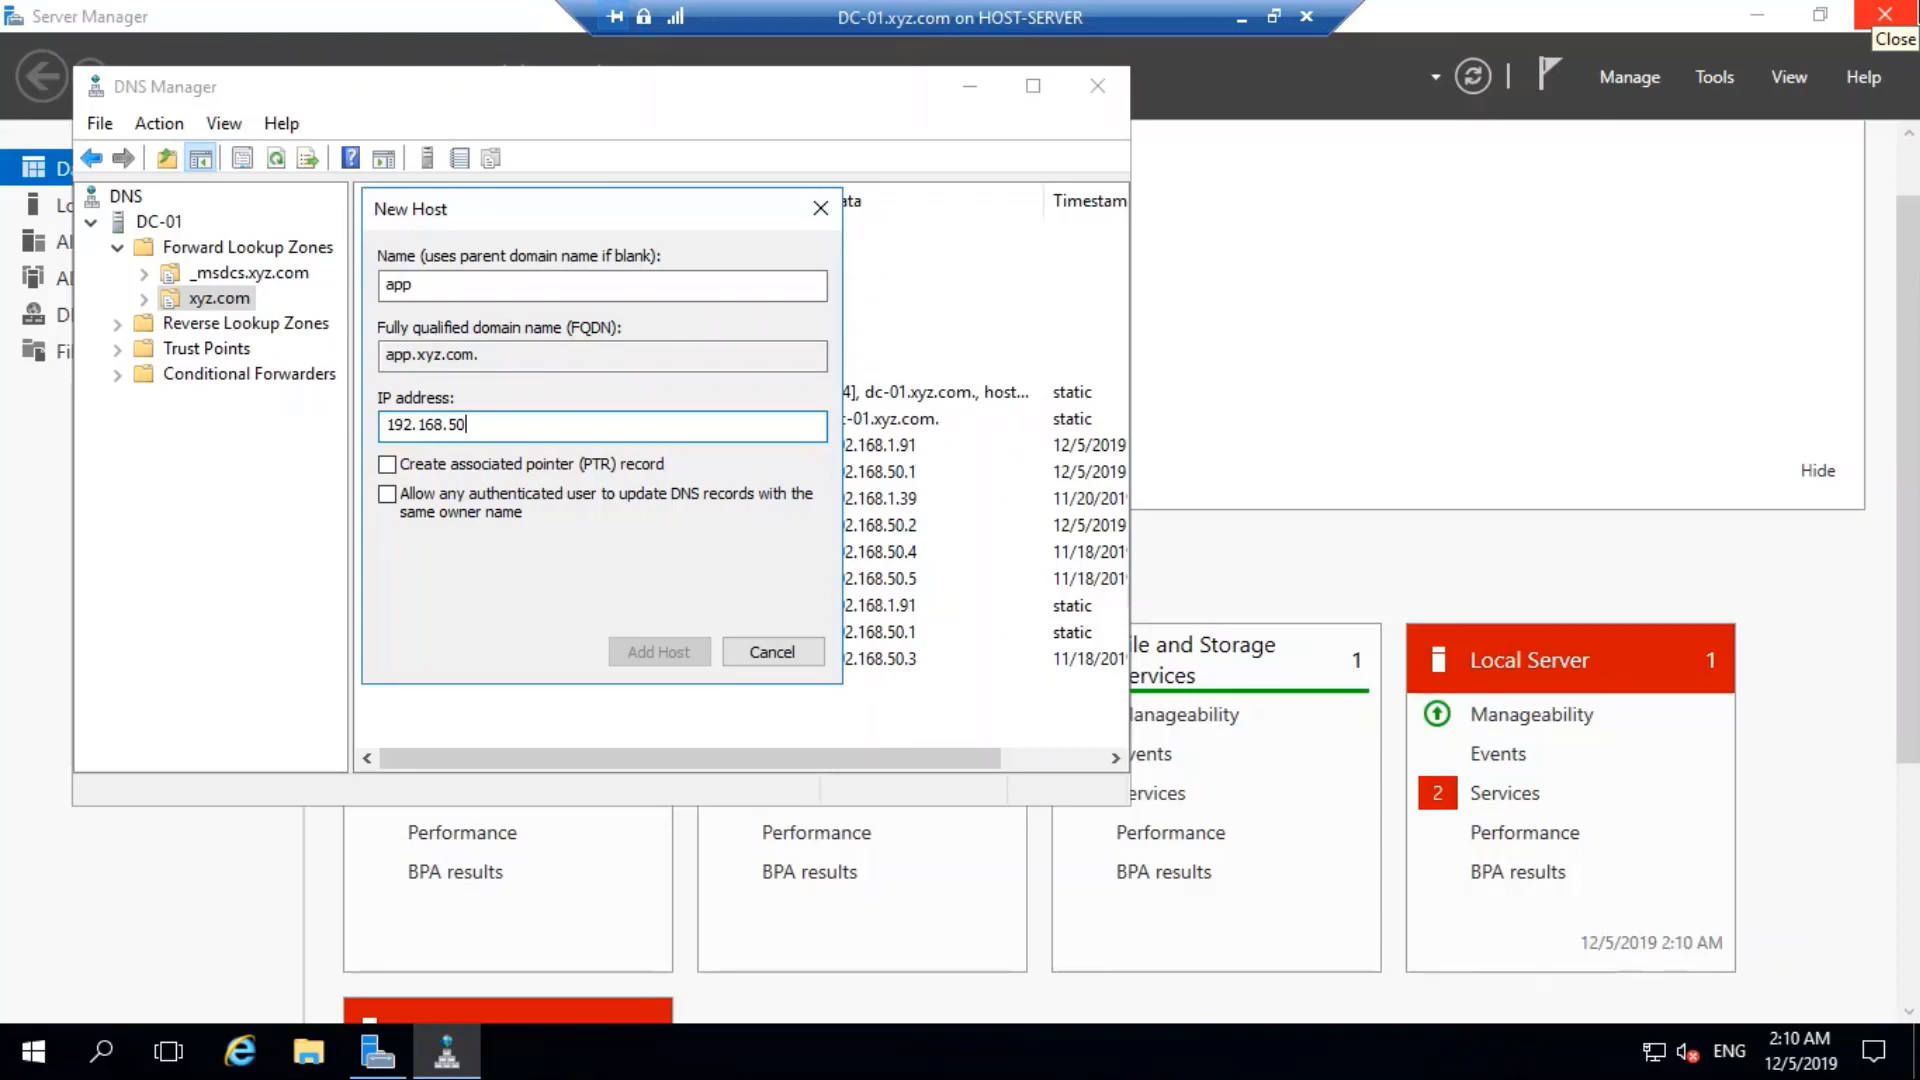 Server Manager
DC-01.xyz.com on HOST-SERVER
Close
Manage
Tools
View
Help
DNS Manager
File
Action
View
Help
DNS
DC-01
Forward Lookup Zones
_msdcs.xyz.com
xyz.com
Reverse Lookup Zones
Trust Points
Conditional Forwarders
New Host
Name (uses parent domain name if blank):
app
Fully qualified domain name (FQDN):
app.xyz.com.
IP address:
192.168.50
Create associated pointer (PTR) record
Allow any authenticated user to update DNS records with the
same owner name
Add Host
Cancel
ata
Timestam
4], dc-01.xyz.com., host...
static
-01.xyz.com.
static
2.168.1.91
12/5/2019
2.168.50.1
12/5/2019
2.168.1.39
11/20/201
2.168.50.2
12/5/2019
2.168.50.4
11/18/201
2.168.50.5
11/18/201
2.168.1.91
static
2.168.50.1
static
2.168.50.3
11/18/201
Hide
ile and Storage
ervices
1
anageability
vents
ervices
Performance
BPA results
Local Server
1
Manageability
Events
2
Services
Performance
BPA results
12/5/2019 2:10 AM
Performance
BPA results
Performance
BPA results
ENG
2:10 AM
12/5/2019